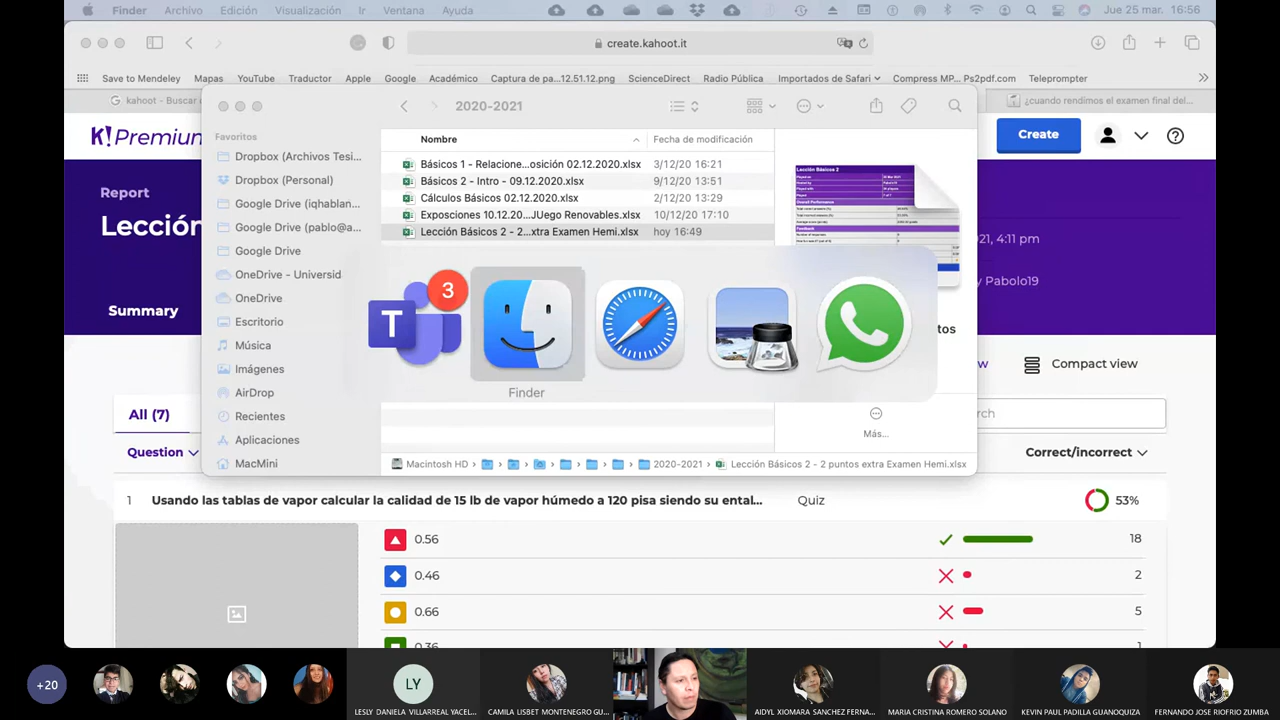 Finder Archivo Edición Visualización Ir Ventana Ayuda Jue 25 mar. 16:56
create.kahoot.it
Save to Mendeley Mapas YouTube Traductor Apple Google Académico Captura de pa...12.51.12.png ScienceDirect Radio Pública Importados de Safari Compress MP... Ps2pdf.com Teleprompter
kahoot - Buscar
2020-2021
¿cuando rendimos el examen final del...
K! Premium
Create
Favoritos
Nombre Fecha de modificación
Dropbox (Archivos Tesi...
Dropbox (Personal)
Google Drive (iqhablan...
Google Drive (pablo@a...
Google Drive
OneDrive - Universid
OneDrive
Escritorio
Música
Imágenes
AirDrop
Recientes
Aplicaciones
MacMini
Básicos 1 - Relacione...osición 02.12.2020.xlsx 3/12/20 16:21
Básicos 2 - Intro - 09.12.2020.xlsx 9/12/20 13:51
Cálculos Básicos 02.12.2020.xlsx 2/12/20 13:29
Exposciones 10.12.20...JUego Renovables.xlsx 10/12/20 17:10
Lección Básicos 2 - 2...xtra Examen Hemi.xlsx hoy 16:49
Lección Básicos 2
Report
Lección
21, 4:11 pm
y Pabolo19
Summary
3
T
Finder
tos
w
Compact view
Más...
All (7)
rch
Question
Correct/incorrect
Macintosh HD 2020-2021 Lección Básicos 2 - 2 puntos extra Examen Hemi.xlsx
1 Usando las tablas de vapor calcular la calidad de 15 lb de vapor húmedo a 120 pisa siendo su ental... Quiz 53%
0.56 18
0.46 2
0.66 5
0.36 1
+20
LY
LESLY DANIELA VILLARREAL YACEL...
CAMILA LISBET MONTENEGRO GU...
AIDYL XIOMARA SANCHEZ FERNA...
MARIA CRISTINA ROMERO SOLANO
KEVIN PAUL PADILLA GUANOQUIZA
FERNANDO JOSE RIOFRIO ZUMBA